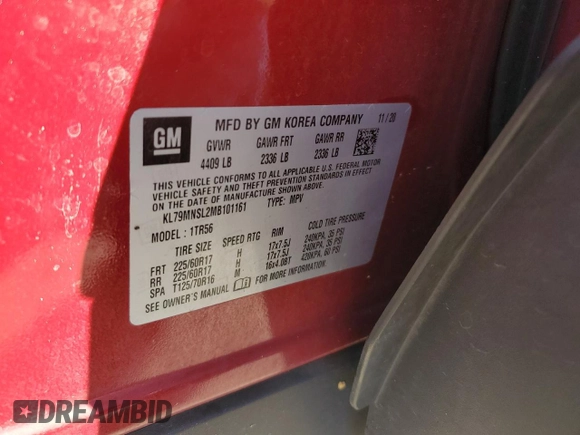 GM
MFD BY GM KOREA COMPANY 11/20
GVWR GAWR FRT GAWR RR
4409 LB 2336 LB 2336 LB
THIS VEHICLE CONFORMS TO ALL APPLICABLE U.S. FEDERAL MOTOR
VEHICLE SAFETY AND THEFT PREVENTION STANDARDS IN EFFECT
ON THE DATE OF MANUFACTURE SHOWN ABOVE.
KL79MNSL2MB101161 TYPE: MPV
MODEL : 1TR56
TIRE SIZE SPEED RTG RIM COLD TIRE PRESSURE
FRT 225/60R17 H 17x7.5J 240KPA, 35 PSI
RR 225/60R17 H 17x7.5J 240KPA, 35 PSI
SPA T125/70R16 M 16x4.0BT 420KPA, 60 PSI
SEE OWNER'S MANUAL FOR MORE INFORMATION.
DREAMBID